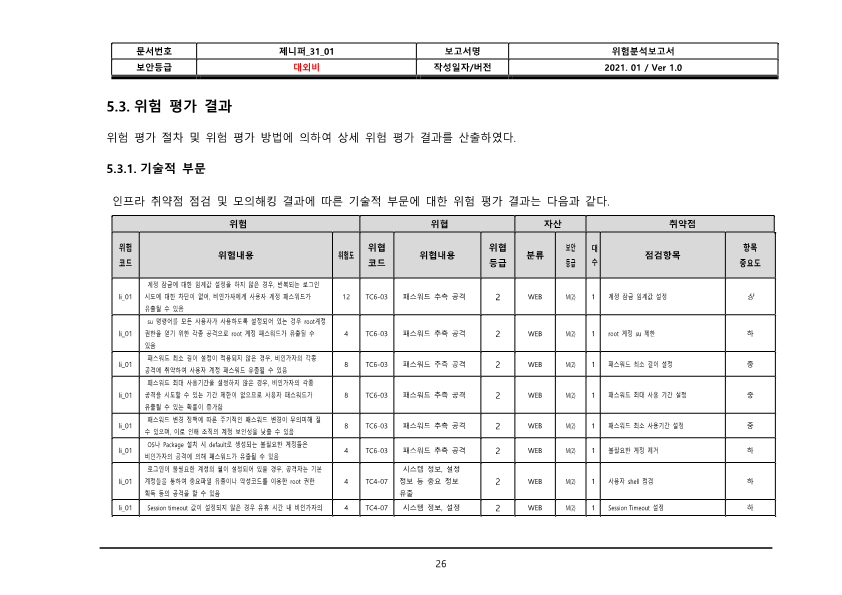 문서번호 제니퍼_31_01 보고서명 위험분석보고서
보안등급 대외비 작성일자/버전 2021. 01 / Ver 1.0
5.3. 위험 평가 결과
위험 평가 절차 및 위험 평가 방법에 의하여 상세 위험 평가 결과를 산출하였다.
5.3.1. 기술적 부문
인프라 취약점 점검 및 모의해킹 결과에 따른 기술적 부문에 대한 위험 평가 결과는 다음과 같다.
위험 위협 자산 취약점
위험 코드 위험내용 위험도 위협 코드 위협내용 위협 등급 분류 보안 등급 대수 점검항목 항목 중요도
li_01 계정 잠금에 대한 임계값 설정을 하지 않은 경우, 반복되는 로그인
시도에 대한 차단이 없어, 비인가자에게 사용자 계정 패스워드가
유출될 수 있음
12 TC6-03 패스워드 추측 공격 2 WEB M(2) 1 계정 잠금 임계값 설정 상
li_01 su 명령어를 모든 사용자가 사용하도록 설정되어 있는 경우 root계정
권한을 얻기 위한 각종 공격으로 root 계정 패스워드가 유출될 수
있음
4 TC6-03 패스워드 추측 공격 2 WEB M(2) 1 root 계정 su 제한 하
li_01 패스워드 최소 길이 설정이 적용되지 않은 경우, 비인가자의 각종
공격에 취약하여 사용자 계정 패스워드 유출될 수 있음
8 TC6-03 패스워드 추측 공격 2 WEB M(2) 1 패스워드 최소 길이 설정 중
li_01 패스워드 최대 사용기간을 설정하지 않은 경우, 비인가자의 각종
공격을 시도할 수 있는 기간 제한이 없으므로 사용자 패스워드가
유출될 수 있는 확률이 증가됨
8 TC6-03 패스워드 추측 공격 2 WEB M(2) 1 패스워드 최대 사용 기간 설정 중
li_01 패스워드 변경 정책에 따른 주기적인 패스워드 변경이 무의미해 질
수 있으며, 이로 인해 조직의 계정 보안성을 낮출 수 있음
8 TC6-03 패스워드 추측 공격 2 WEB M(2) 1 패스워드 최소 사용기간 설정 중
li_01 OS나 Package 설치 시 default로 생성되는 불필요한 계정들은
비인가자의 공격에 의해 패스워드가 유출될 수 있음
4 TC6-03 패스워드 추측 공격 2 WEB M(2) 1 불필요한 계정 제거 하
li_01 로그인이 불필요한 계정의 쉘이 설정되어 있을 경우, 공격자는 기본
계정들을 통하여 중요파일 유출이나 악성코드를 이용한 root 권한
획득 등의 공격을 할 수 있음
4 TC4-07 시스템 정보, 설정
정보 등 중요 정보
유출
2 WEB M(2) 1 사용자 shell 점검 하
li_01 Session timeout 값이 설정되지 않은 경우 유휴 시간 내 비인가자의 4 TC4-07 시스템 정보, 설정 2 WEB M(2) 1 Session Timeout 설정 하
26